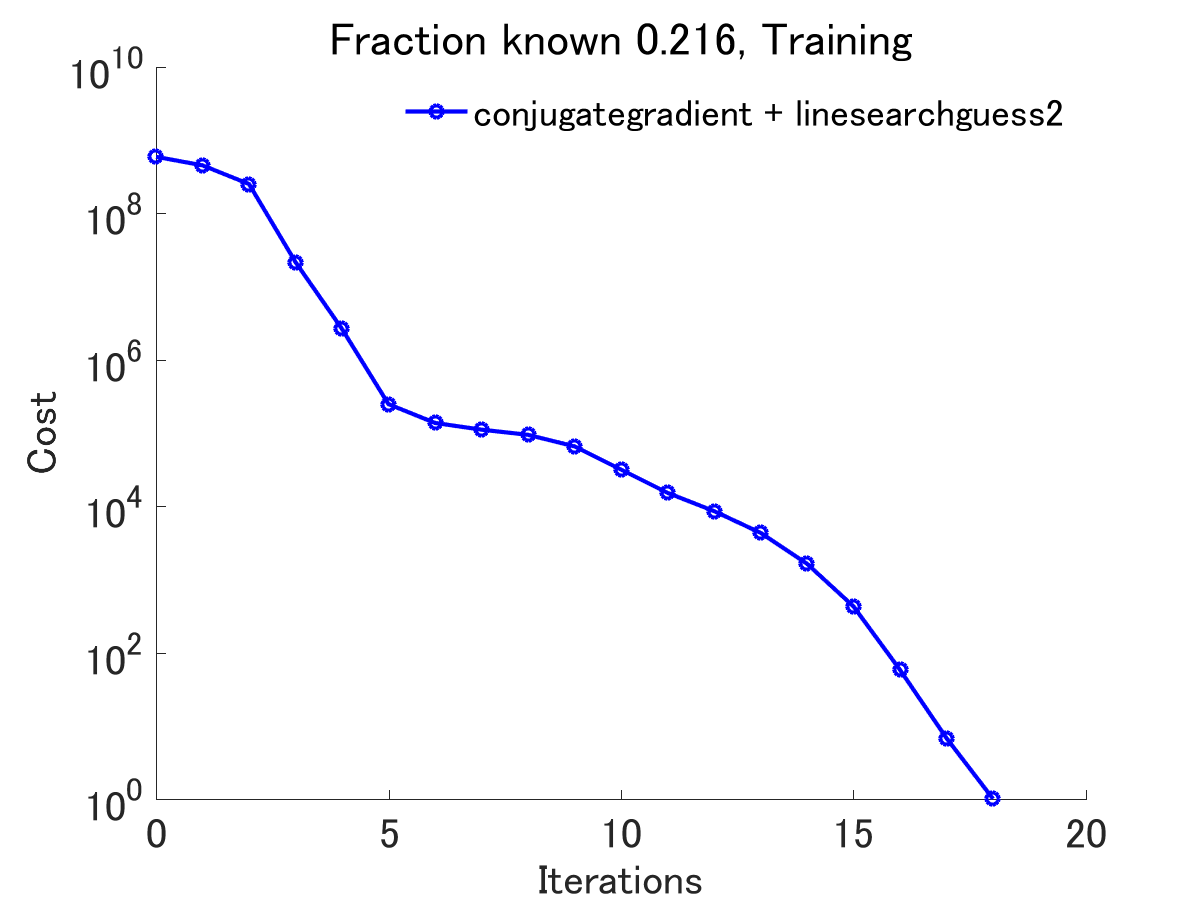 Fraction known 0.216, Training
conjugategradient + linesearchguess2
10^10
10^8
10^6
10^4
10^2
10^0
Cost
0 5 10 15 20
Iterations